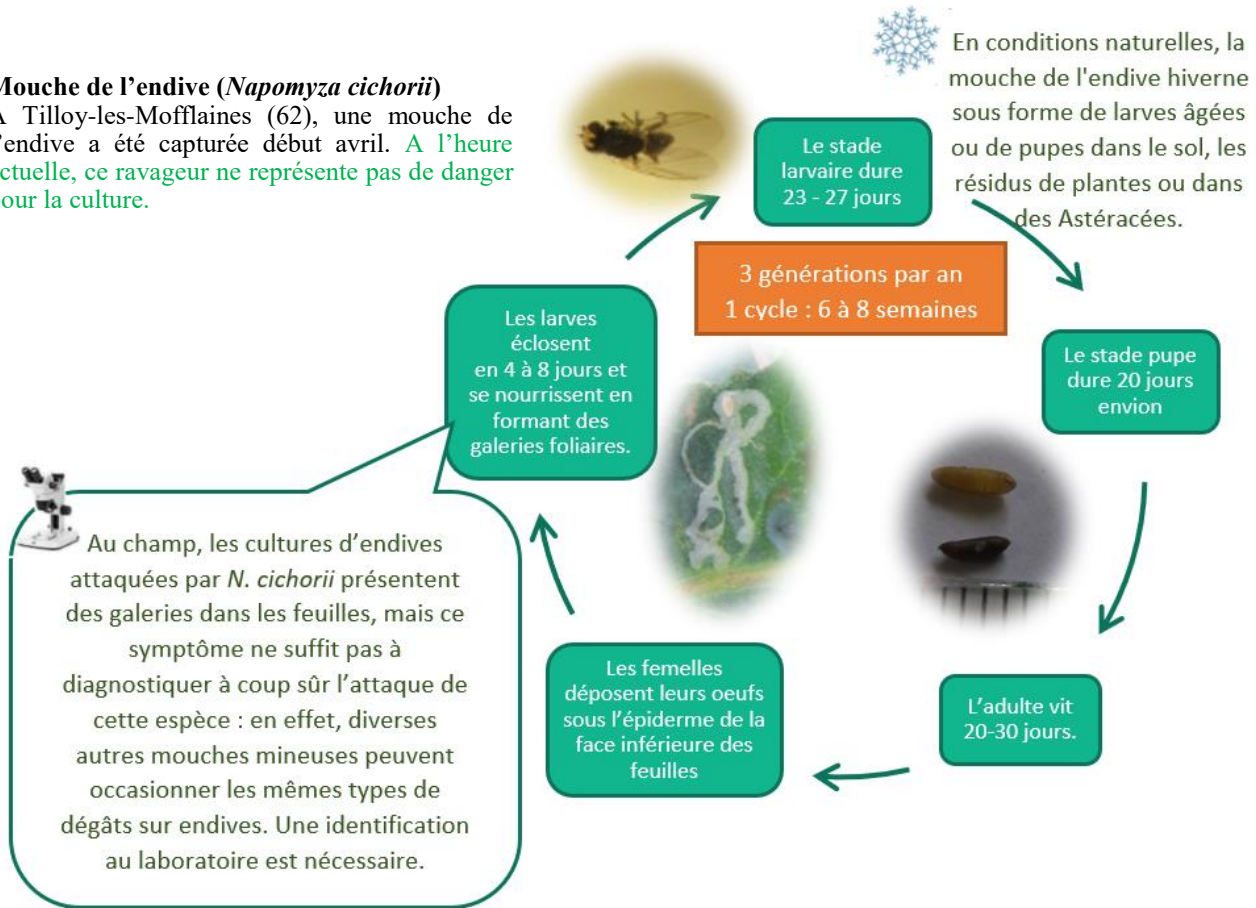 Mouche de l'endive (Napomyza cichorii)
A Tilloy-les-Mofflaines (62), une mouche de
l'endive a été capturée début avril. A l'heure
actuelle, ce ravageur ne représente pas de danger
pour la culture.
En conditions naturelles, la
mouche de l'endive hiverne
sous forme de larves âgées
ou de pupes dans le sol, les
résidus de plantes ou dans
des Astéracées.
Le stade
larvaire dure
23 - 27 jours
3 générations par an
1 cycle : 6 à 8 semaines
Le stade pupe
dure 20 jours
envion
L'adulte vit
20-30 jours.
Les femelles
déposent leurs oeufs
sous l'épiderme de la
face inférieure des
feuilles
Les larves
éclosent
en 4 à 8 jours et
se nourrissent en
formant des
galeries foliaires.
Au champ, les cultures d'endives
attaquées par N. cichorii présentent
des galeries dans les feuilles, mais ce
symptôme ne suffit pas à
diagnostiquer à coup sûr l'attaque de
cette espèce : en effet, diverses
autres mouches mineuses peuvent
occasionner les mêmes types de
dégâts sur endives. Une identification
au laboratoire est nécessaire.